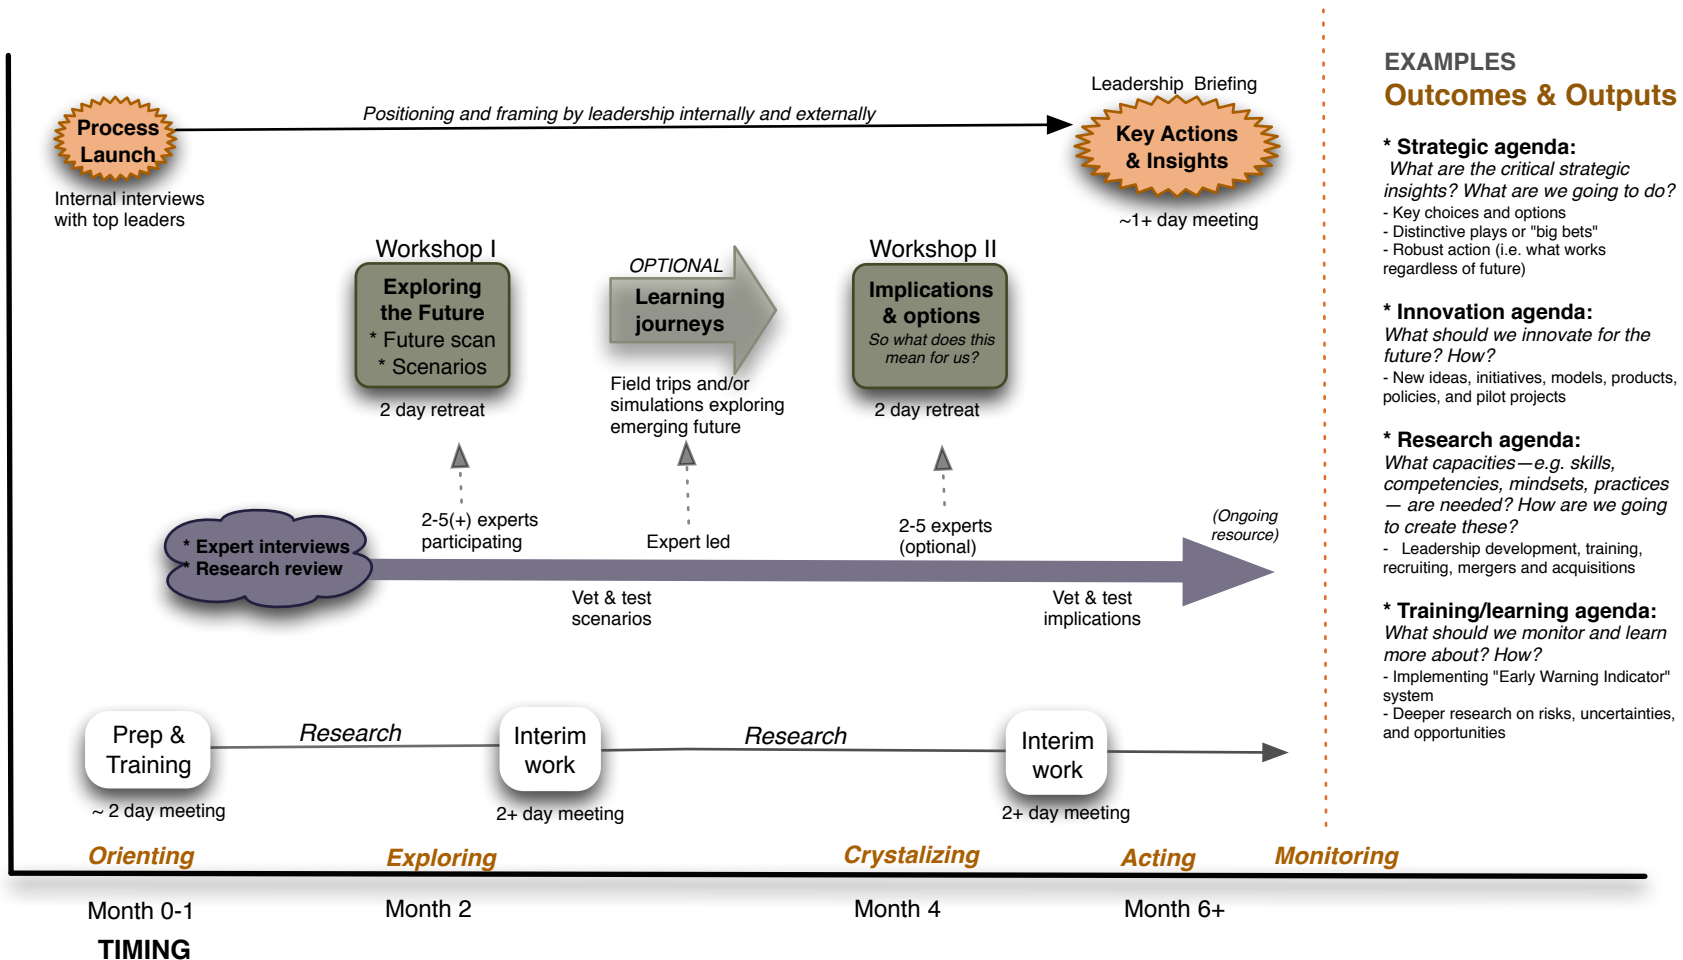 Leadership Briefing
Process
Launch
Positioning and framing by leadership internally and externally
Key Actions
& Insights
Internal interviews
with top leaders
~1+ day meeting
Workshop I
Exploring
the Future
* Future scan
* Scenarios
2 day retreat
OPTIONAL
Learning
journeys
Field trips and/or
simulations exploring
emerging future
Workshop II
Implications
& options
So what does this
mean for us?
2 day retreat
* Expert interviews
* Research review
2-5(+) experts
participating
Expert led
2-5 experts
(optional)
(Ongoing
resource)
Vet & test
scenarios
Vet & test
implications
Prep &
Training
~ 2 day meeting
Research
Interim
work
2+ day meeting
Research
Interim
work
2+ day meeting
Orienting
Exploring
Crystalizing
Acting
Monitoring
Month 0-1
Month 2
Month 4
Month 6+
TIMING
EXAMPLES
Outcomes & Outputs
* Strategic agenda:
What are the critical strategic
insights? What are we going to do?
- Key choices and options
- Distinctive plays or "big bets"
- Robust action (i.e. what works
regardless of future)
* Innovation agenda:
What should we innovate for the
future? How?
- New ideas, initiatives, models, products,
policies, and pilot projects
* Research agenda:
What capacities—e.g. skills,
competencies, mindsets, practices
— are needed? How are we going
to create these?
- Leadership development, training,
recruiting, mergers and acquisitions
* Training/learning agenda:
What should we monitor and learn
more about? How?
- Implementing "Early Warning Indicator"
system
- Deeper research on risks, uncertainties,
and opportunities